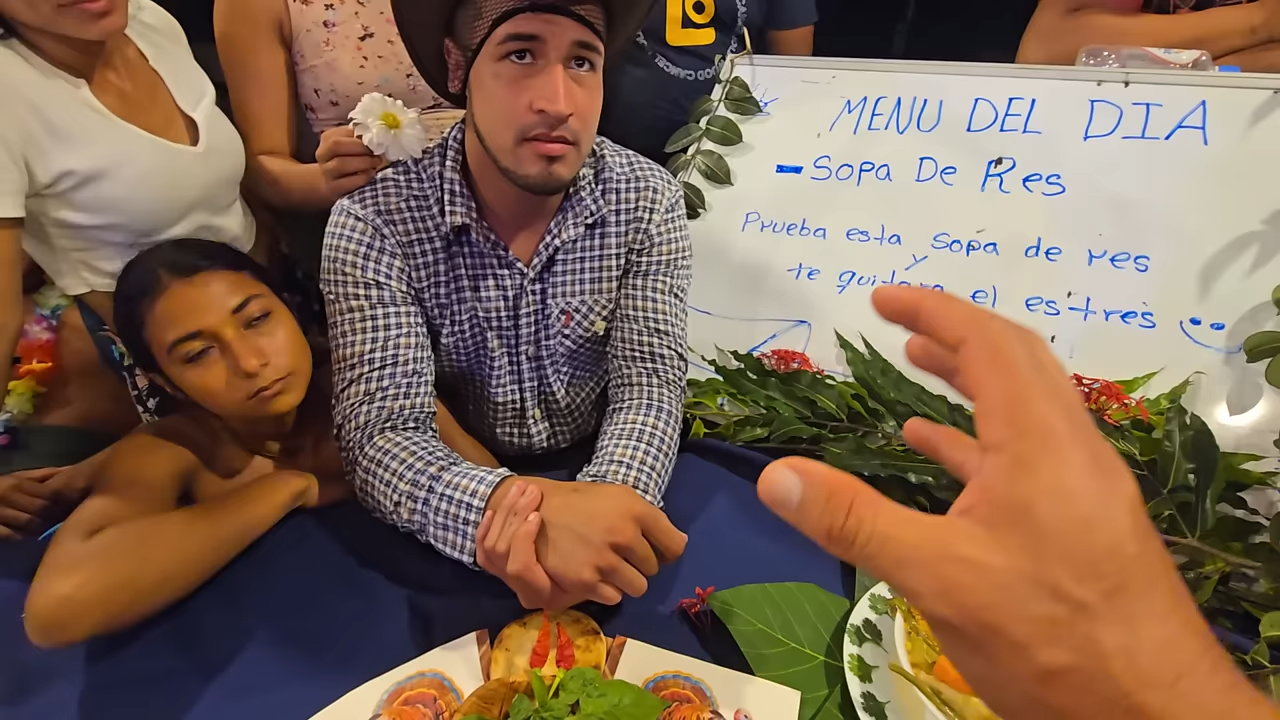 MENU DEL DIA
- Sopa De Res
Prueba esta sopa de res
y
te el estres